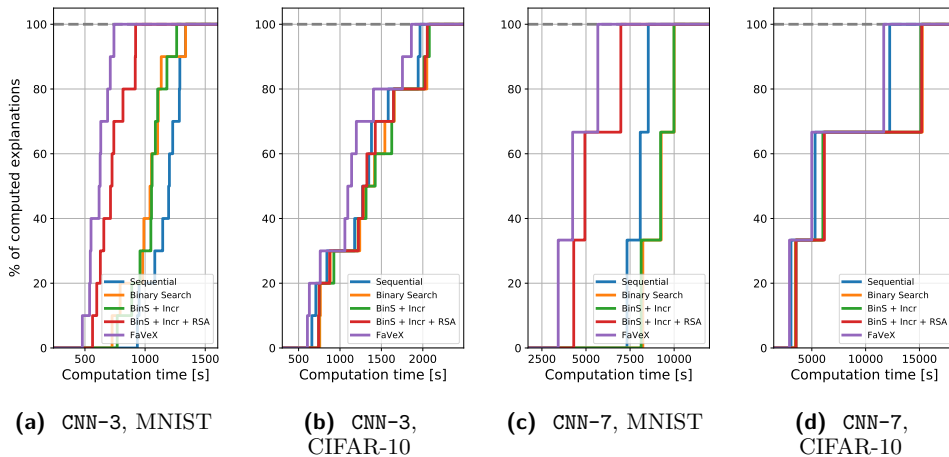 % of computed explanations
100
80
60
40
20
0
500
1000
1500
Computation time [s]
Sequential
Binary Search
BinS + Incr
BinS + Incr + RSA
FaVeX
(a) CNN-3, MNIST
100
80
60
40
20
0
500
1000
1500
2000
Computation time [s]
Sequential
Binary Search
BinS + Incr
BinS + Incr + RSA
FaVeX
(b) CNN-3,
CIFAR-10
100
80
60
40
20
0
2500
5000
7500
10000
Computation time [s]
Sequential
Binary Search
BinS + Incr
BinS + Incr + RSA
FaVeX
(c) CNN-7, MNIST
100
80
60
40
20
0
5000
10000
15000
Computation time [s]
Sequential
Binary Search
BinS + Incr
BinS + Incr + RSA
FaVeX
(d) CNN-7,
CIFAR-10